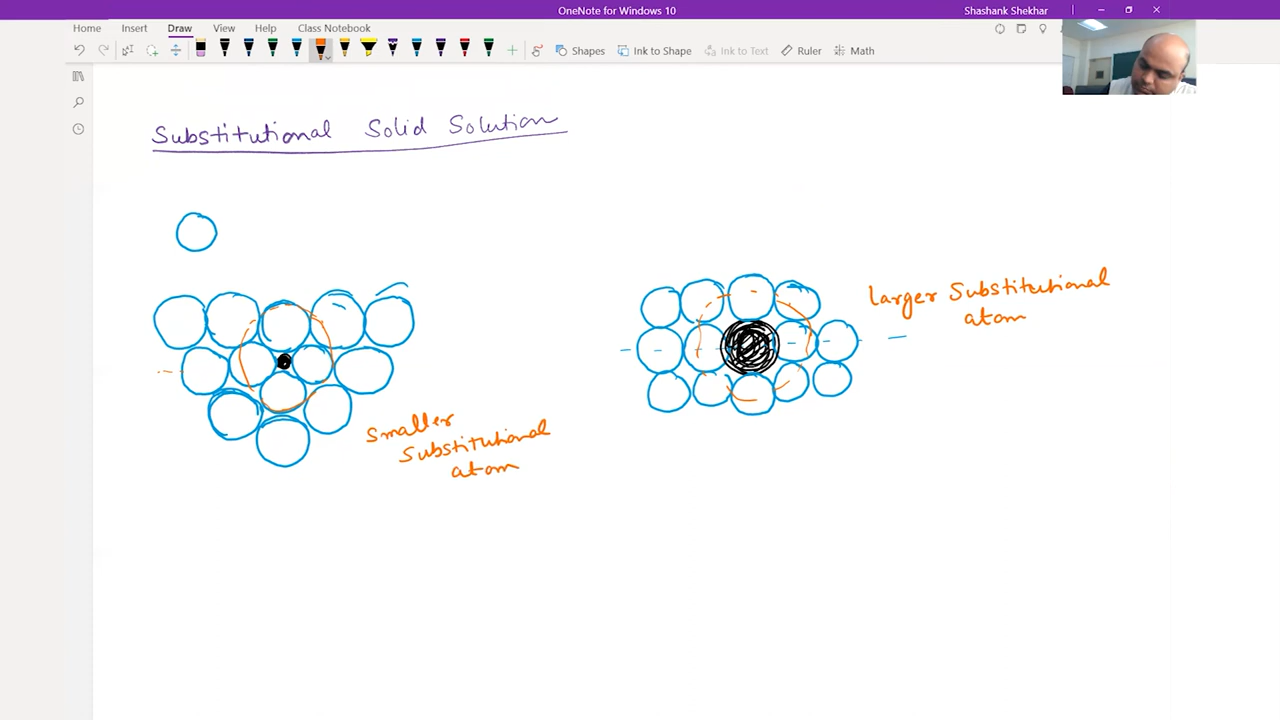 OneNote for Windows 10
Shashank Shekhar
Home Insert Draw View Help Class Notebook
Shapes Ink to Shape Ink to Text Ruler Math
Substitutional Solid Solution
larger Substitutional
atom
Smaller
Substitutional
atom